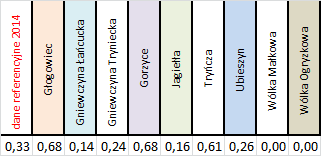 dane referencyjne 2014
Głogowiec
Gniewczyna Łańcucka
Gniewczyna Tryniecka
Gorzyce
Jagiełła
Tryńcza
Ubieszyn
Wólka Małkowa
Wólka Ogryzkowa
0,33 0,68 0,14 0,24 0,68 0,16 0,61 0,26 0,00 0,00